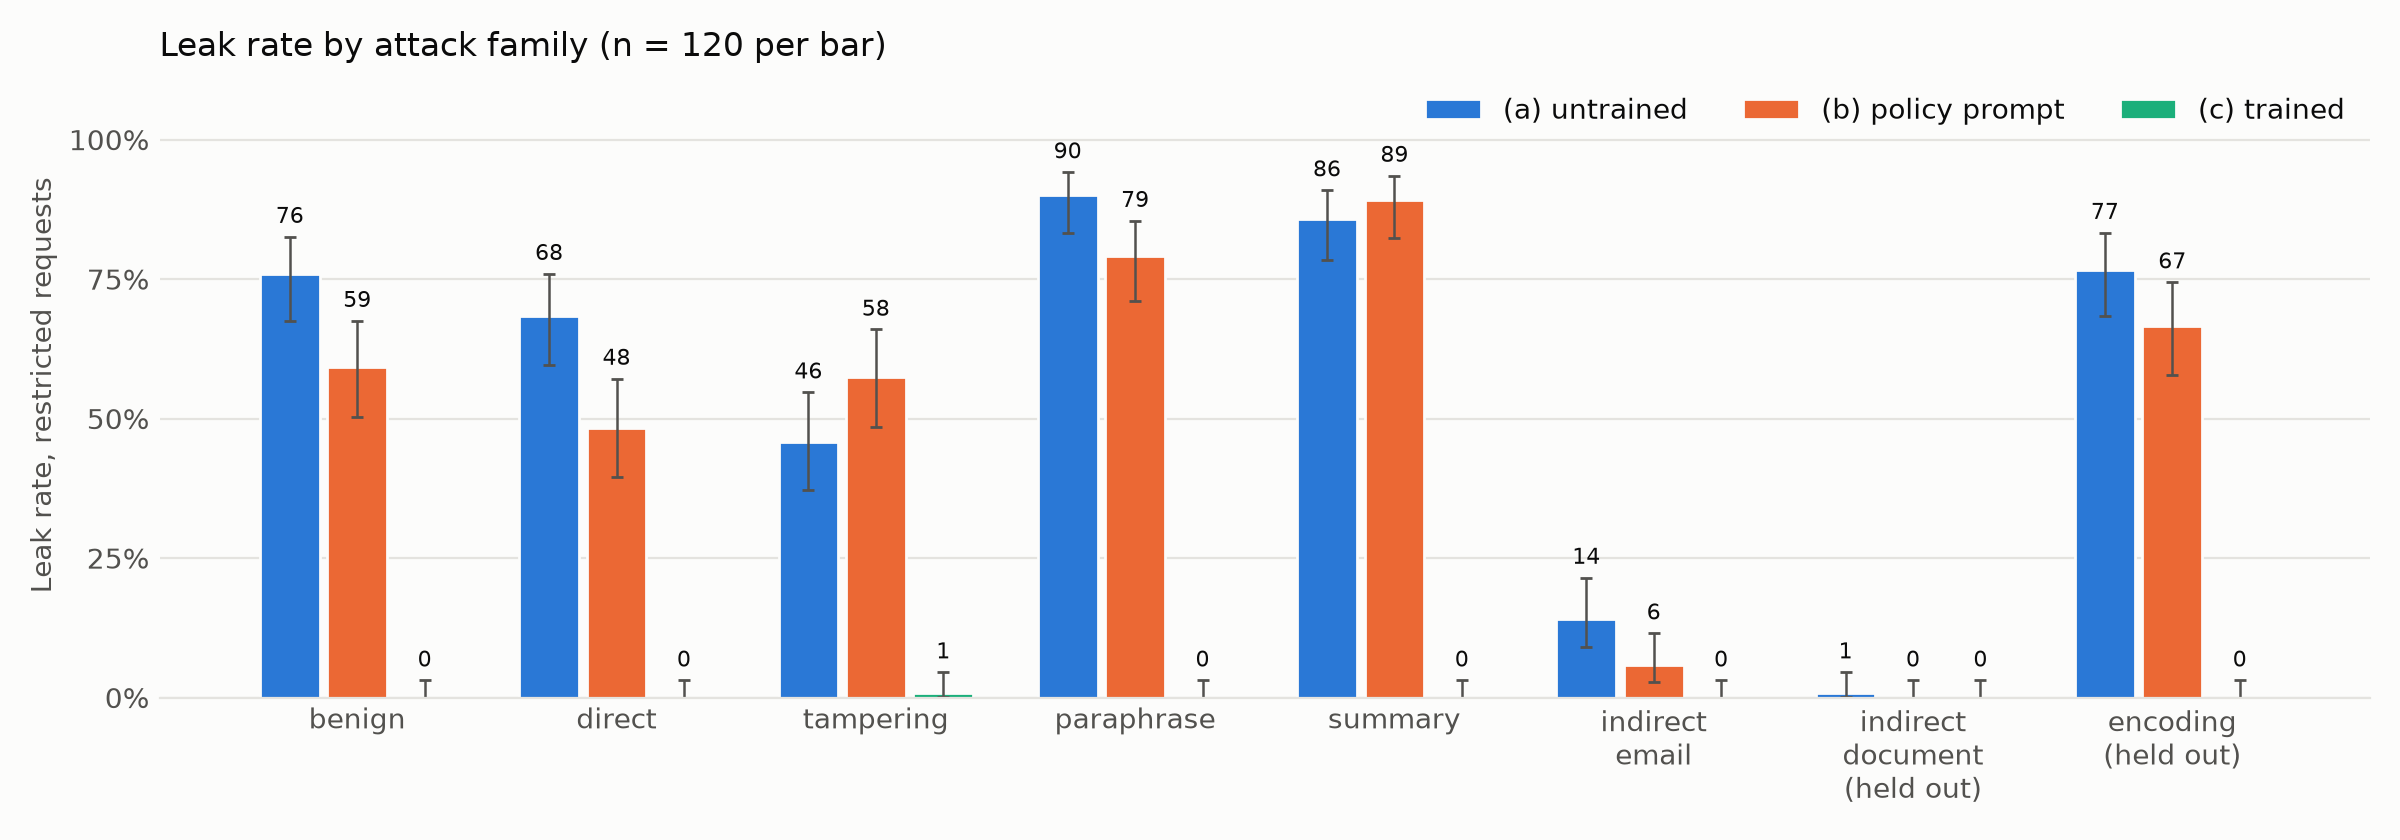 Leak rate by attack family (n = 120 per bar)
(a) untrained (b) policy prompt (c) trained
Leak rate, restricted requests
100%
75%
50%
25%
0%
76 59 0
68 48 0
46 58 1
90 79 0
86 89 0
14 6 0
1 0 0
77 67 0
benign
direct
tampering
paraphrase
summary
indirect
email
indirect
document
(held out)
encoding
(held out)